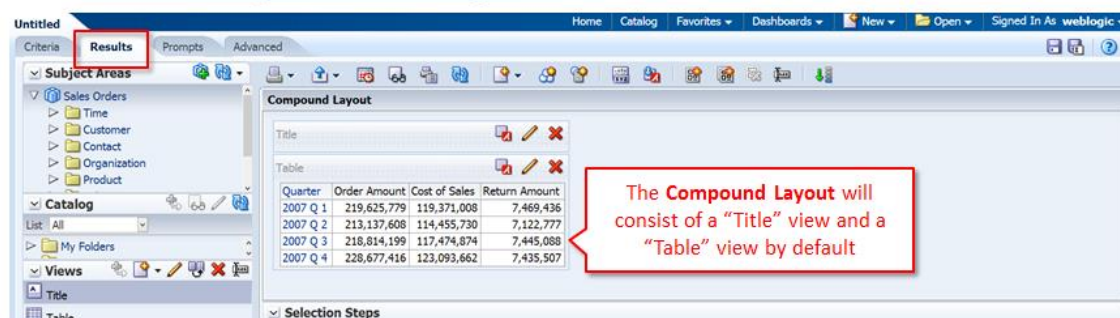 Untitled
Home Catalog Favorites Dashboards New Open Signed In As weblogic
Criteria Results Prompts Advanced
Subject Areas
Sales Orders
Time
Customer
Contact
Organization
Product
Catalog
List All
My Folders
Views
Title
Table
Compound Layout
Title
Table
Quarter Order Amount Cost of Sales Return Amount
2007 Q 1 219,625,779 119,371,008 7,469,436
2007 Q 2 213,137,608 114,455,730 7,122,777
2007 Q 3 218,814,199 117,474,874 7,445,088
2007 Q 4 228,677,416 123,093,662 7,435,507
The Compound Layout will
consist of a “Title” view and a
“Table” view by default
Selection Steps